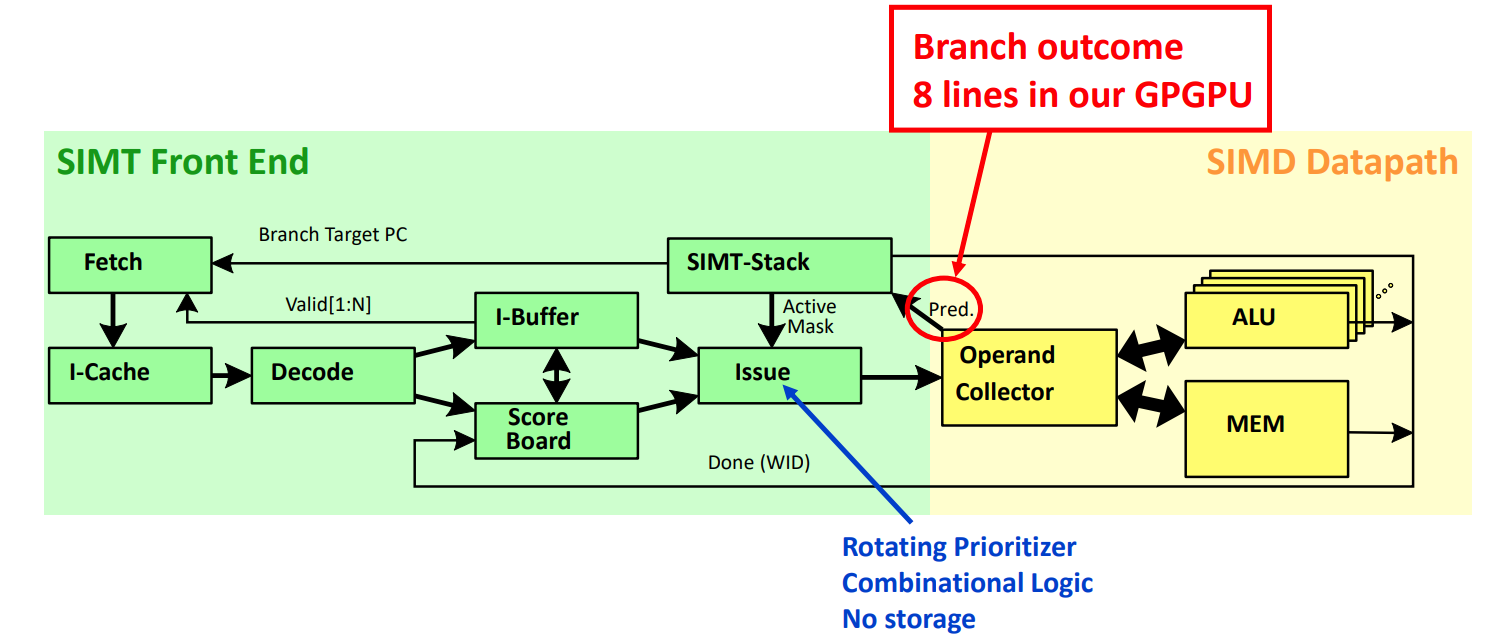 Branch outcome
8 lines in our GPGPU
SIMT Front End
SIMD Datapath
Branch Target PC
Fetch
SIMT-Stack
Valid[1:N]
I-Buffer
Active
Mask
Pred.
ALU
I-Cache
Decode
Issue
Operand
Collector
Score
Board
MEM
Done (WID)
Rotating Prioritizer
Combinational Logic
No storage